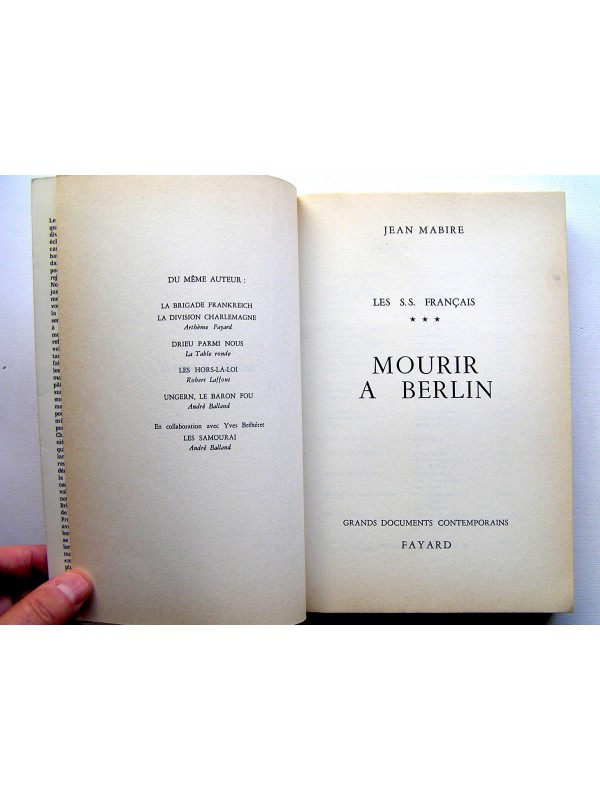 DU MÊME AUTEUR :
LA BRIGADE FRANKREICH
LA DIVISION CHARLEMAGNE
Arthème Fayard
DRIEU PARMI NOUS
La Table ronde
LES HORS-LA-LOI
Robert Laffont
UNGERN, LE BARON FOU
André Balland
En collaboration avec Yves Bréhéret
LES SAMOURAI
André Balland
JEAN MABIRE
LES S.S. FRANÇAIS
★ ★ ★
MOURIR
A BERLIN
GRANDS DOCUMENTS CONTEMPORAINS
FAYARD